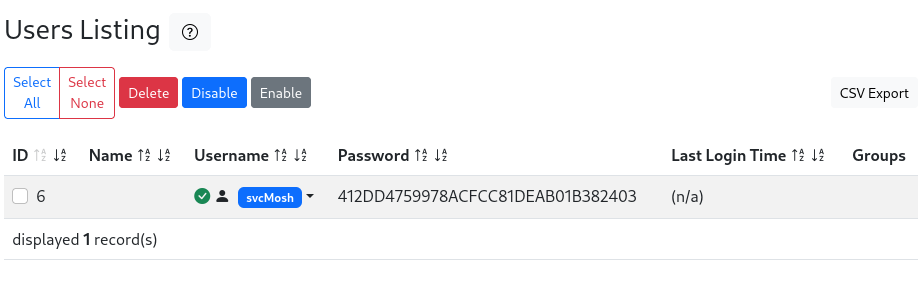 Users Listing
Select All Select None Delete Disable Enable CSV Export
ID Name Username Password Last Login Time Groups
6 svcMosh 412DD4759978ACFCC81DEAB01B382403 (n/a)
displayed 1 record(s)